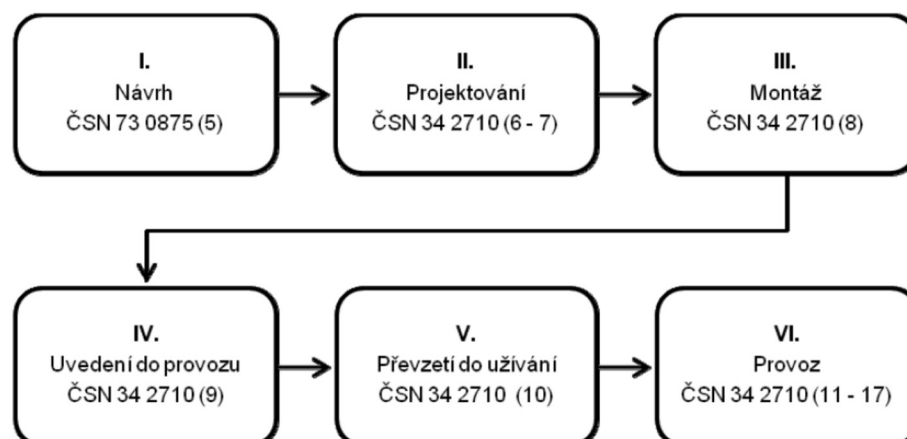 I.
Návrh
ČSN 73 0875 (5)
II.
Projektování
ČSN 34 2710 (6 - 7)
III.
Montáž
ČSN 34 2710 (8)
IV.
Uvedení do provozu
ČSN 34 2710 (9)
V.
Převzetí do užívání
ČSN 34 2710 (10)
VI.
Provoz
ČSN 34 2710 (11 - 17)